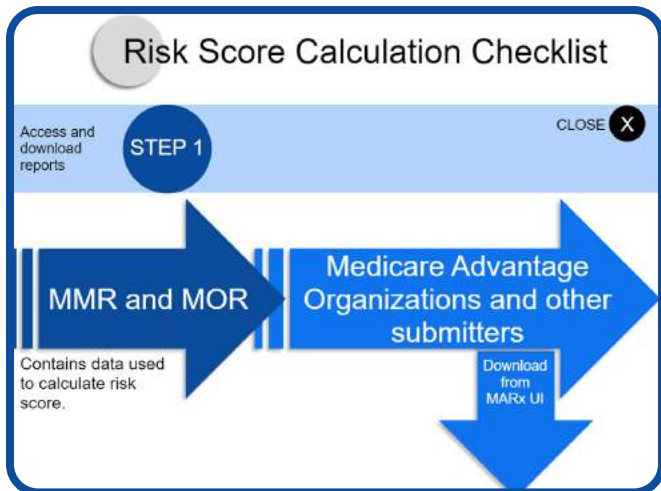 Risk Score Calculation Checklist
Access and
download
reports
STEP 1
CLOSE X
MMR and MOR
Medicare Advantage
Organizations and other
submitters
Contains data used
to calculate risk
score.
Download
from
MARx UI